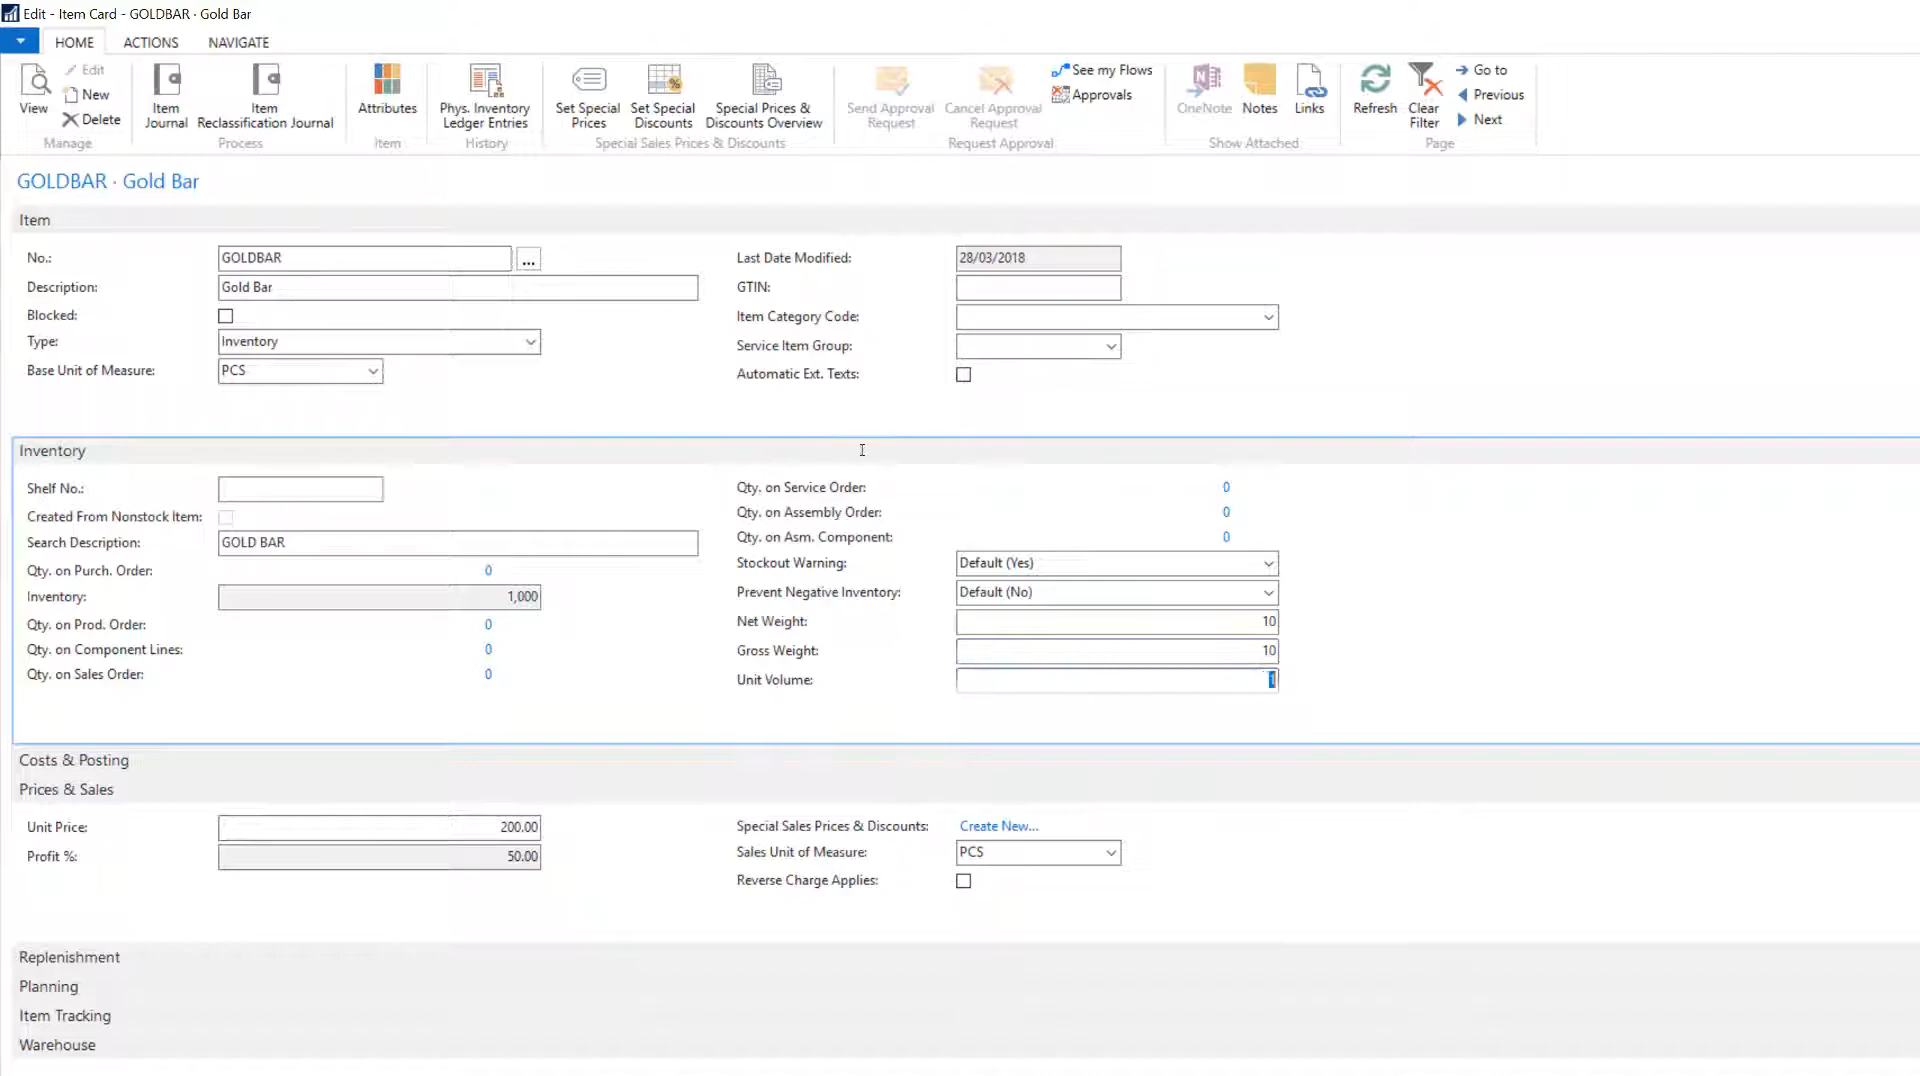 Edit - Item Card - GOLDBAR · Gold Bar
HOME ACTIONS NAVIGATE
View Edit New Delete
Item Journal
Item Reclassification Journal
Attributes
Phys. Inventory Ledger Entries
Set Special Prices
Set Special Discounts
Special Prices & Discounts Overview
Send Approval Request
Cancel Approval Request
See my Flows
Approvals
OneNote Notes Links
Refresh
Clear Filter
Go to
Previous
Next
Manage Process Item History Special Sales Prices & Discounts Request Approval Show Attached Page
GOLDBAR · Gold Bar
Item
No.: GOLDBAR ...
Description: Gold Bar
Blocked:
Type: Inventory
Base Unit of Measure: PCS
Last Date Modified: 28/03/2018
GTIN:
Item Category Code:
Service Item Group:
Automatic Ext. Texts:
Inventory
Shelf No.:
Created From Nonstock Item:
Search Description: GOLD BAR
Qty. on Purch. Order: 0
Inventory: 1,000
Qty. on Prod. Order: 0
Qty. on Component Lines: 0
Qty. on Sales Order: 0
Qty. on Service Order: 0
Qty. on Assembly Order: 0
Qty. on Asm. Component: 0
Stockout Warning: Default (Yes)
Prevent Negative Inventory: Default (No)
Net Weight: 10
Gross Weight: 10
Unit Volume: 1
Costs & Posting
Prices & Sales
Unit Price: 200.00
Profit %: 50.00
Special Sales Prices & Discounts: Create New...
Sales Unit of Measure: PCS
Reverse Charge Applies:
Replenishment
Planning
Item Tracking
Warehouse